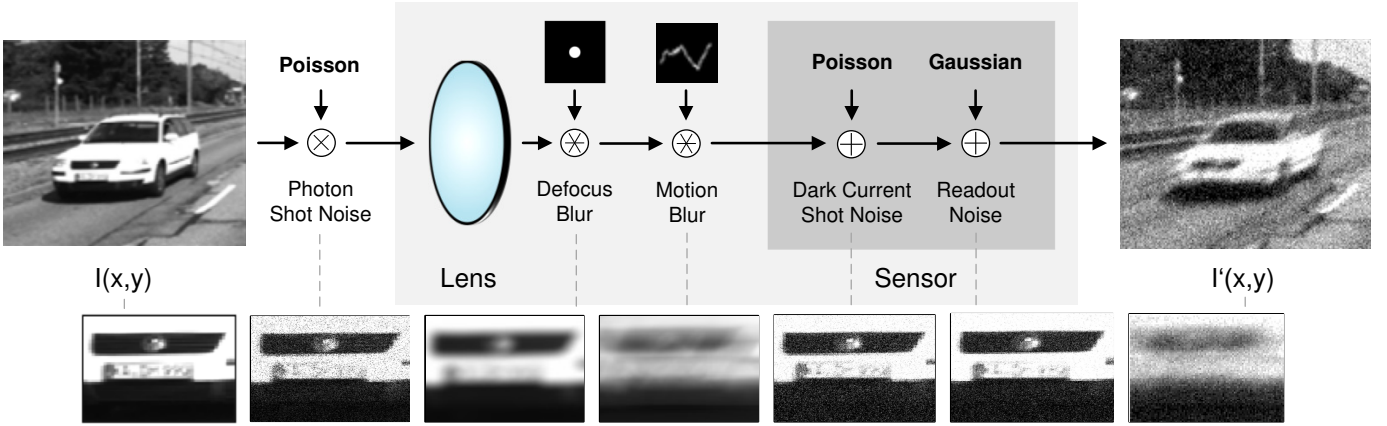 Poisson
Photon
Shot Noise
Defocus
Blur
Motion
Blur
Poisson
Gaussian
Dark Current
Shot Noise
Readout
Noise
I(x,y)
Lens
Sensor
I‘(x,y)